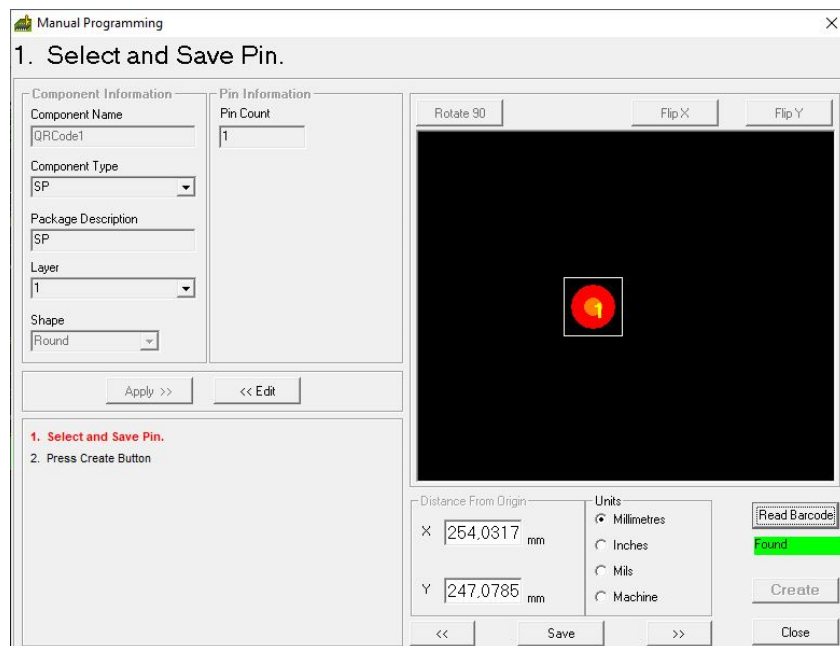 Manual Programming
1. Select and Save Pin.
Component Information
Component Name
QRCode1
Component Type
SP
Package Description
SP
Layer
1
Shape
Round
Pin Information
Pin Count
1
Apply >>
<< Edit
1. Select and Save Pin.
2. Press Create Button
Rotate 90
Flip X
Flip Y
1
Distance From Origin
X 254,0317 mm
Y 247,0785 mm
Units
Millimetres
Inches
Mils
Machine
Read Barcode
Found
Create
<<
Save
>>
Close